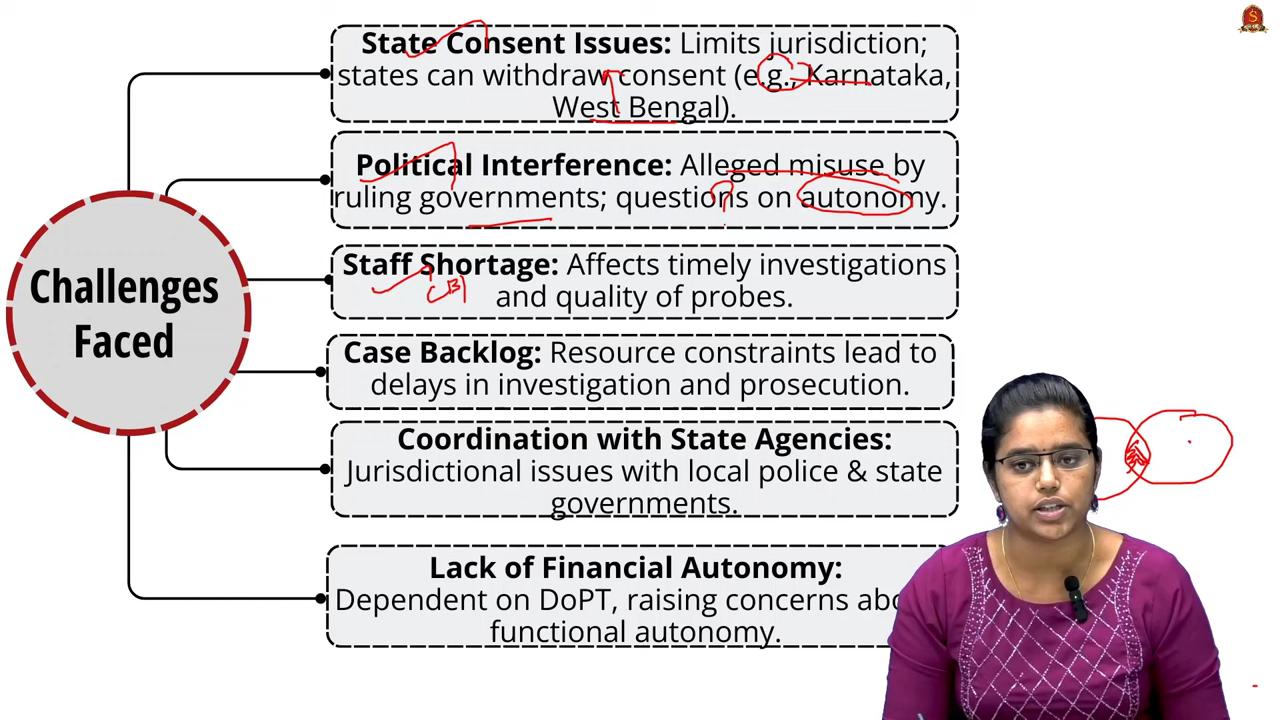 Challenges
Faced
State Consent Issues: Limits jurisdiction;
states can withdraw consent (e.g., Karnataka,
West Bengal).
Political Interference: Alleged misuse by
ruling governments; questions on autonomy.
?
Staff Shortage: Affects timely investigations
and quality of probes.
CBI
Case Backlog: Resource constraints lead to
delays in investigation and prosecution.
Coordination with State Agencies:
Jurisdictional issues with local police & state
governments.
Lack of Financial Autonomy:
Dependent on DoPT, raising concerns abo
functional autonomy.